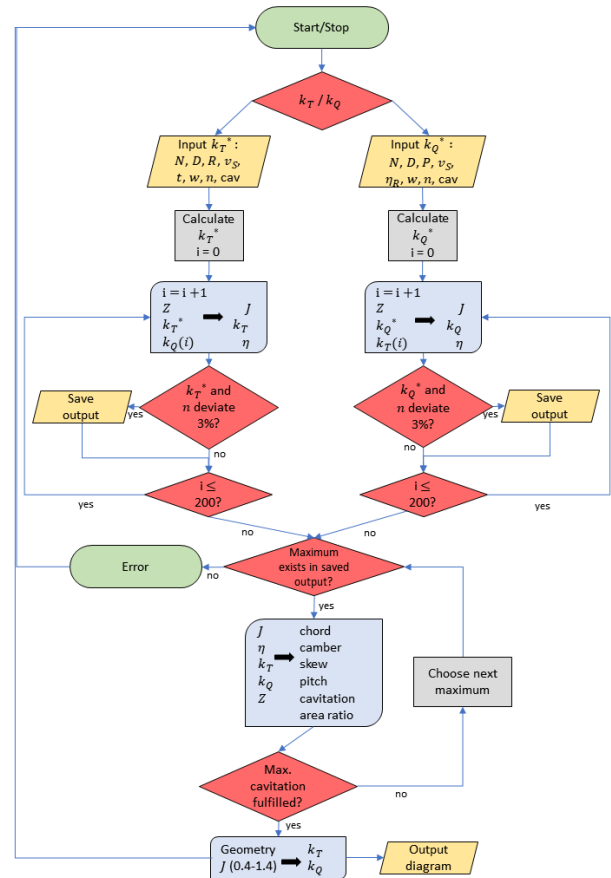 Start/Stop
k_T / k_Q
Input k_T* :
N, D, R, v_S,
t, w, n, cav
Input k_Q* :
N, D, P, v_S,
η_R, w, n, cav
Calculate
k_T*
i = 0
Calculate
k_Q*
i = 0
i = i +1
Z J
k_T* ➡ k_T
k_Q(i) η
i = i +1
Z J
k_Q* ➡ k_Q
k_T(i) η
k_T* and
n deviate
3%?
yes
Save
output
no
k_Q* and
n deviate
3%?
yes
Save
output
no
i ≤
200?
yes
no
i ≤
200?
yes
no
Maximum
exists in saved
output?
no
Error
yes
J chord
η camber
k_T ➡ skew
k_Q pitch
Z cavitation
area ratio
Choose next
maximum
Max.
cavitation
fulfilled?
no
yes
Geometry k_T
J (0.4-1.4) ➡ k_Q
Output
diagram